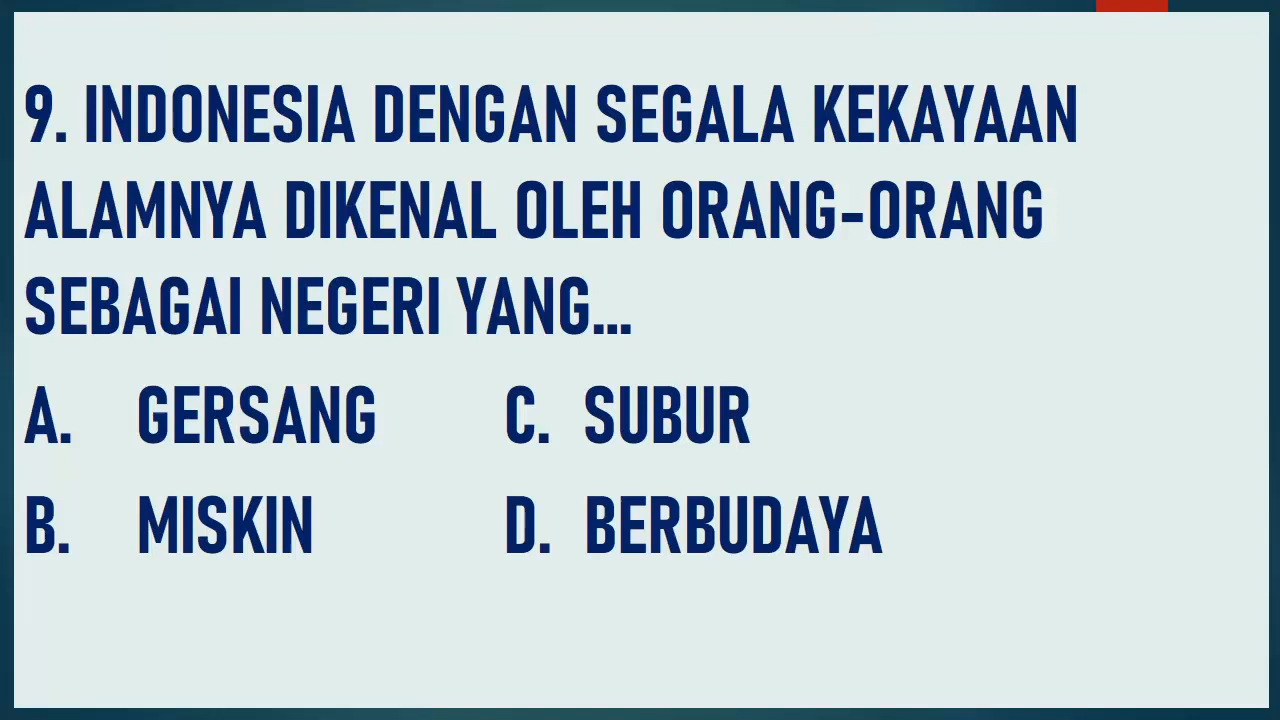 9. INDONESIA DENGAN SEGALA KEKAYAAN
ALAMNYA DIKENAL OLEH ORANG-ORANG
SEBAGAI NEGERI YANG...
A. GERSANG C. SUBUR
B. MISKIN D. BERBUDAYA